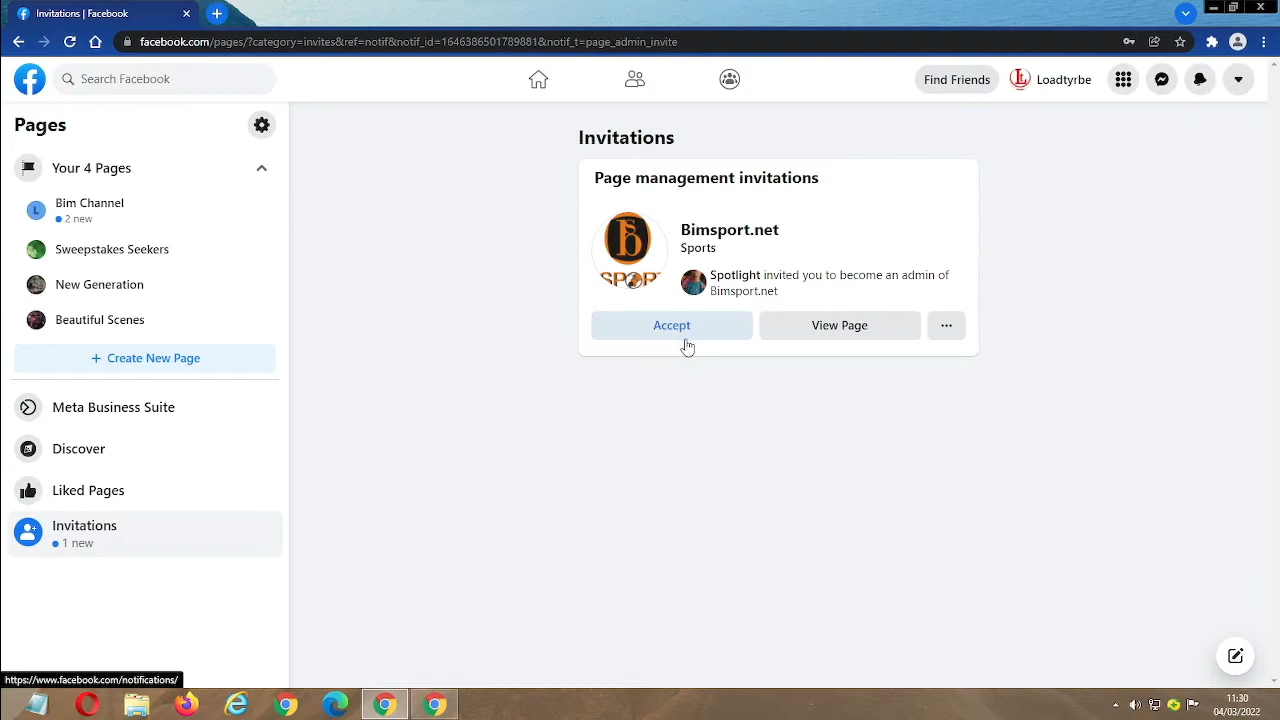 Invitations | Facebook
facebook.com/pages/?category=invites&ref=notif&notif_id=1646386501789881&notif_t=page_admin_invite
Search Facebook
Find Friends
Loadtyrbe
Pages
Your 4 Pages
L
Bim Channel
2 new
Sweepstakes Seekers
New Generation
Beautiful Scenes
+ Create New Page
Meta Business Suite
Discover
Liked Pages
Invitations
1 new
Invitations
Page management invitations
Bimsport.net
Sports
Spotlight invited you to become an admin of
Bimsport.net
Accept
View Page
https://www.facebook.com/notifications/
11:30
04/03/2022